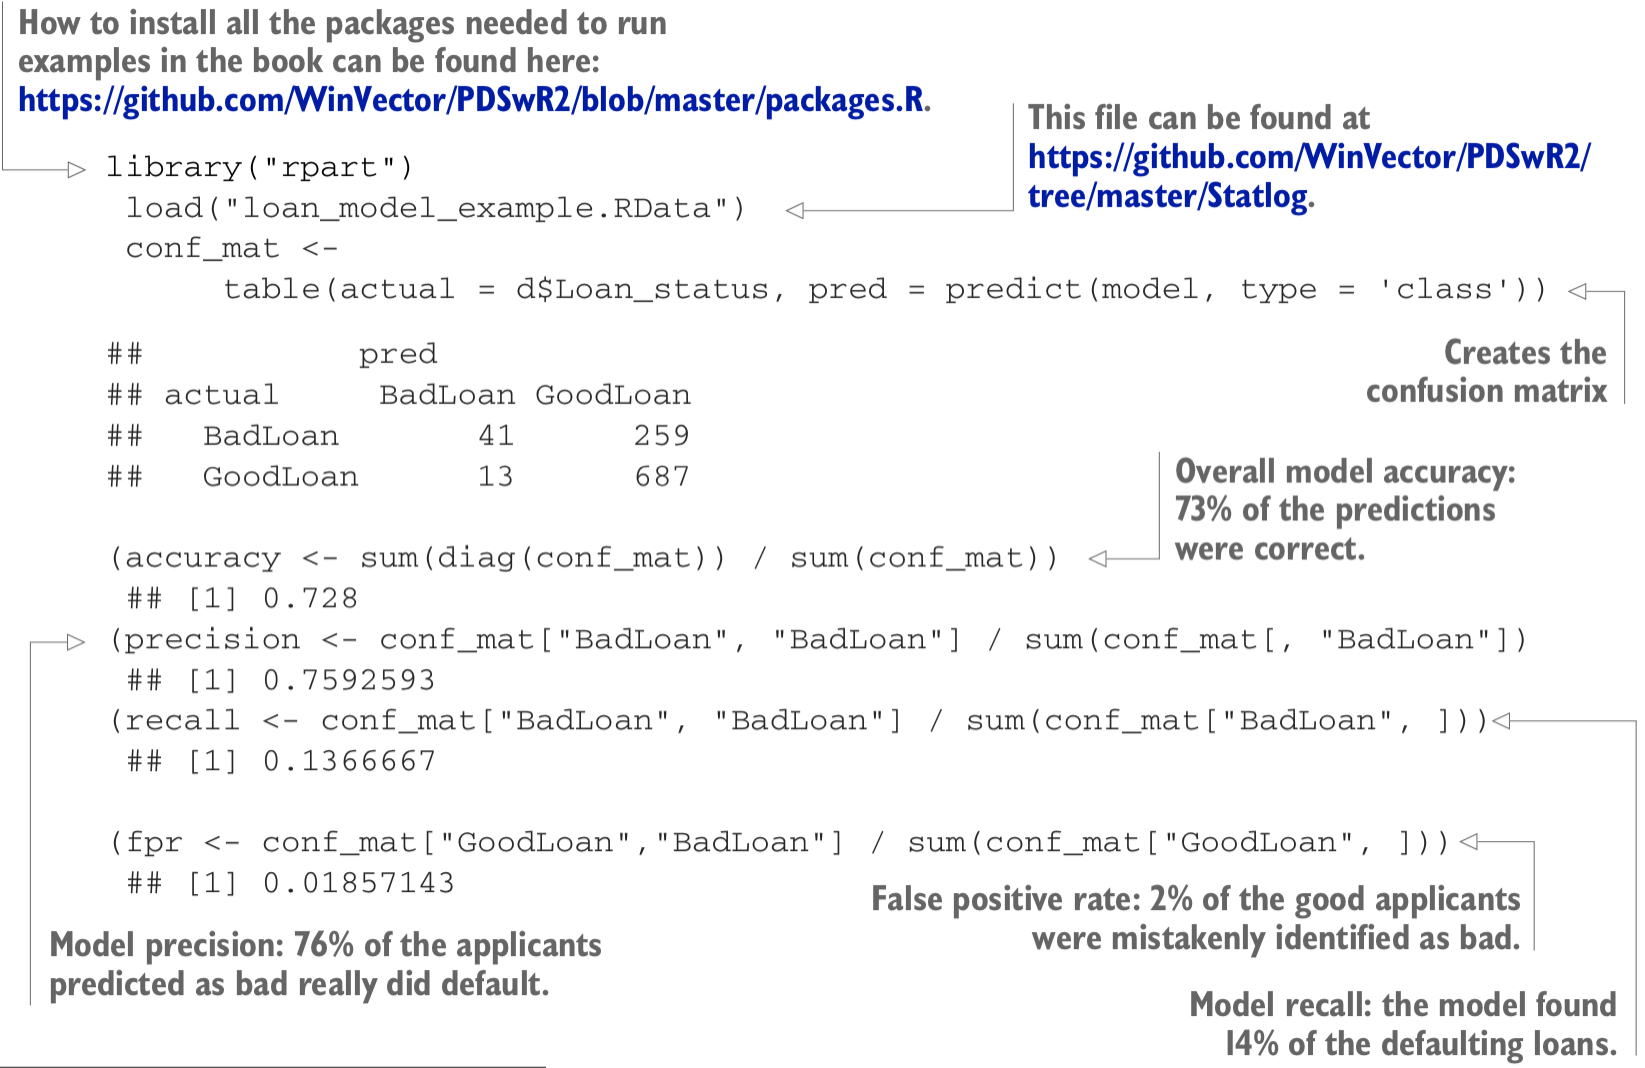 How to install all the packages needed to run
examples in the book can be found here:
https://github.com/WinVector/PDSwR2/blob/master/packages.R.
This file can be found at
https://github.com/WinVector/PDSwR2/
tree/master/Statlog.
library("rpart")
load("loan_model_example.RData")
conf_mat <-
table(actual = d$Loan_status, pred = predict(model, type = 'class'))
Creates the
confusion matrix
## pred
## actual BadLoan GoodLoan
## BadLoan 41 259
## GoodLoan 13 687
Overall model accuracy:
73% of the predictions
were correct.
(accuracy <- sum(diag(conf_mat)) / sum(conf_mat))
## [1] 0.728
(precision <- conf_mat["BadLoan", "BadLoan"] / sum(conf_mat[, "BadLoan"])
## [1] 0.7592593
(recall <- conf_mat["BadLoan", "BadLoan"] / sum(conf_mat["BadLoan", ]))
## [1] 0.1366667
(fpr <- conf_mat["GoodLoan","BadLoan"] / sum(conf_mat["GoodLoan", ]))
## [1] 0.01857143
False positive rate: 2% of the good applicants
were mistakenly identified as bad.
Model precision: 76% of the applicants
predicted as bad really did default.
Model recall: the model found
14% of the defaulting loans.